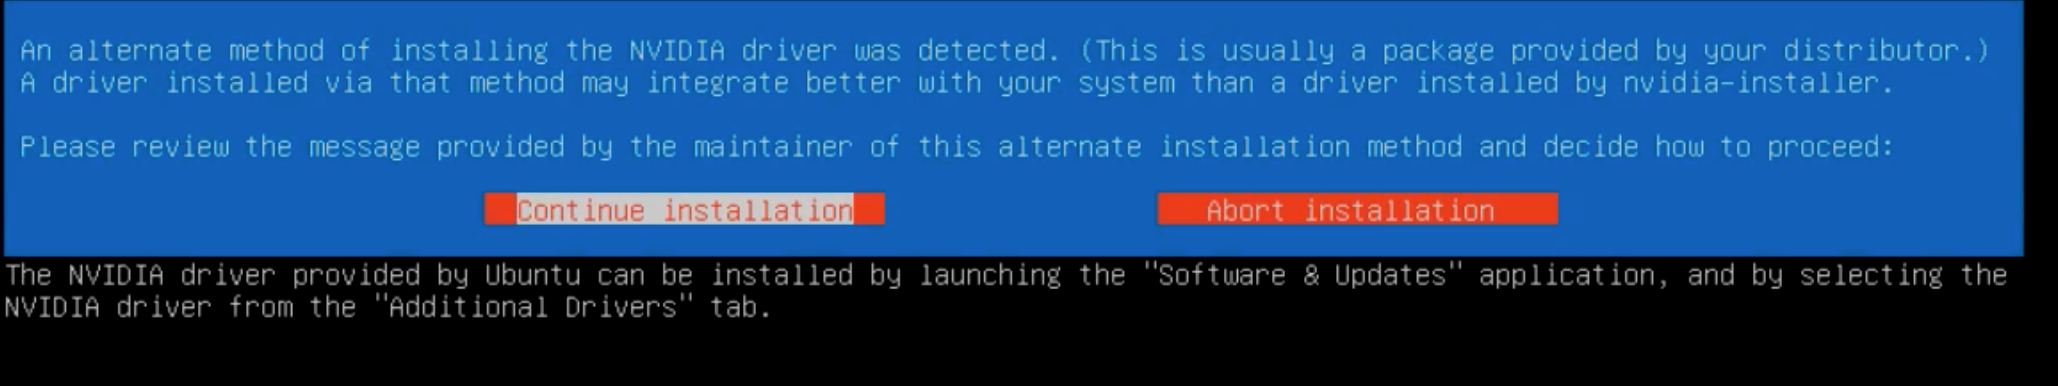 An alternate method of installing the NVIDIA driver was detected. (This is usually a package provided by your distributor.)
A driver installed via that method may integrate better with your system than a driver installed by nvidia-installer.
Please review the message provided by the maintainer of this alternate installation method and decide how to proceed:
Continue installation Abort installation
The NVIDIA driver provided by Ubuntu can be installed by launching the "Software & Updates" application, and by selecting the
NVIDIA driver from the "Additional Drivers" tab.